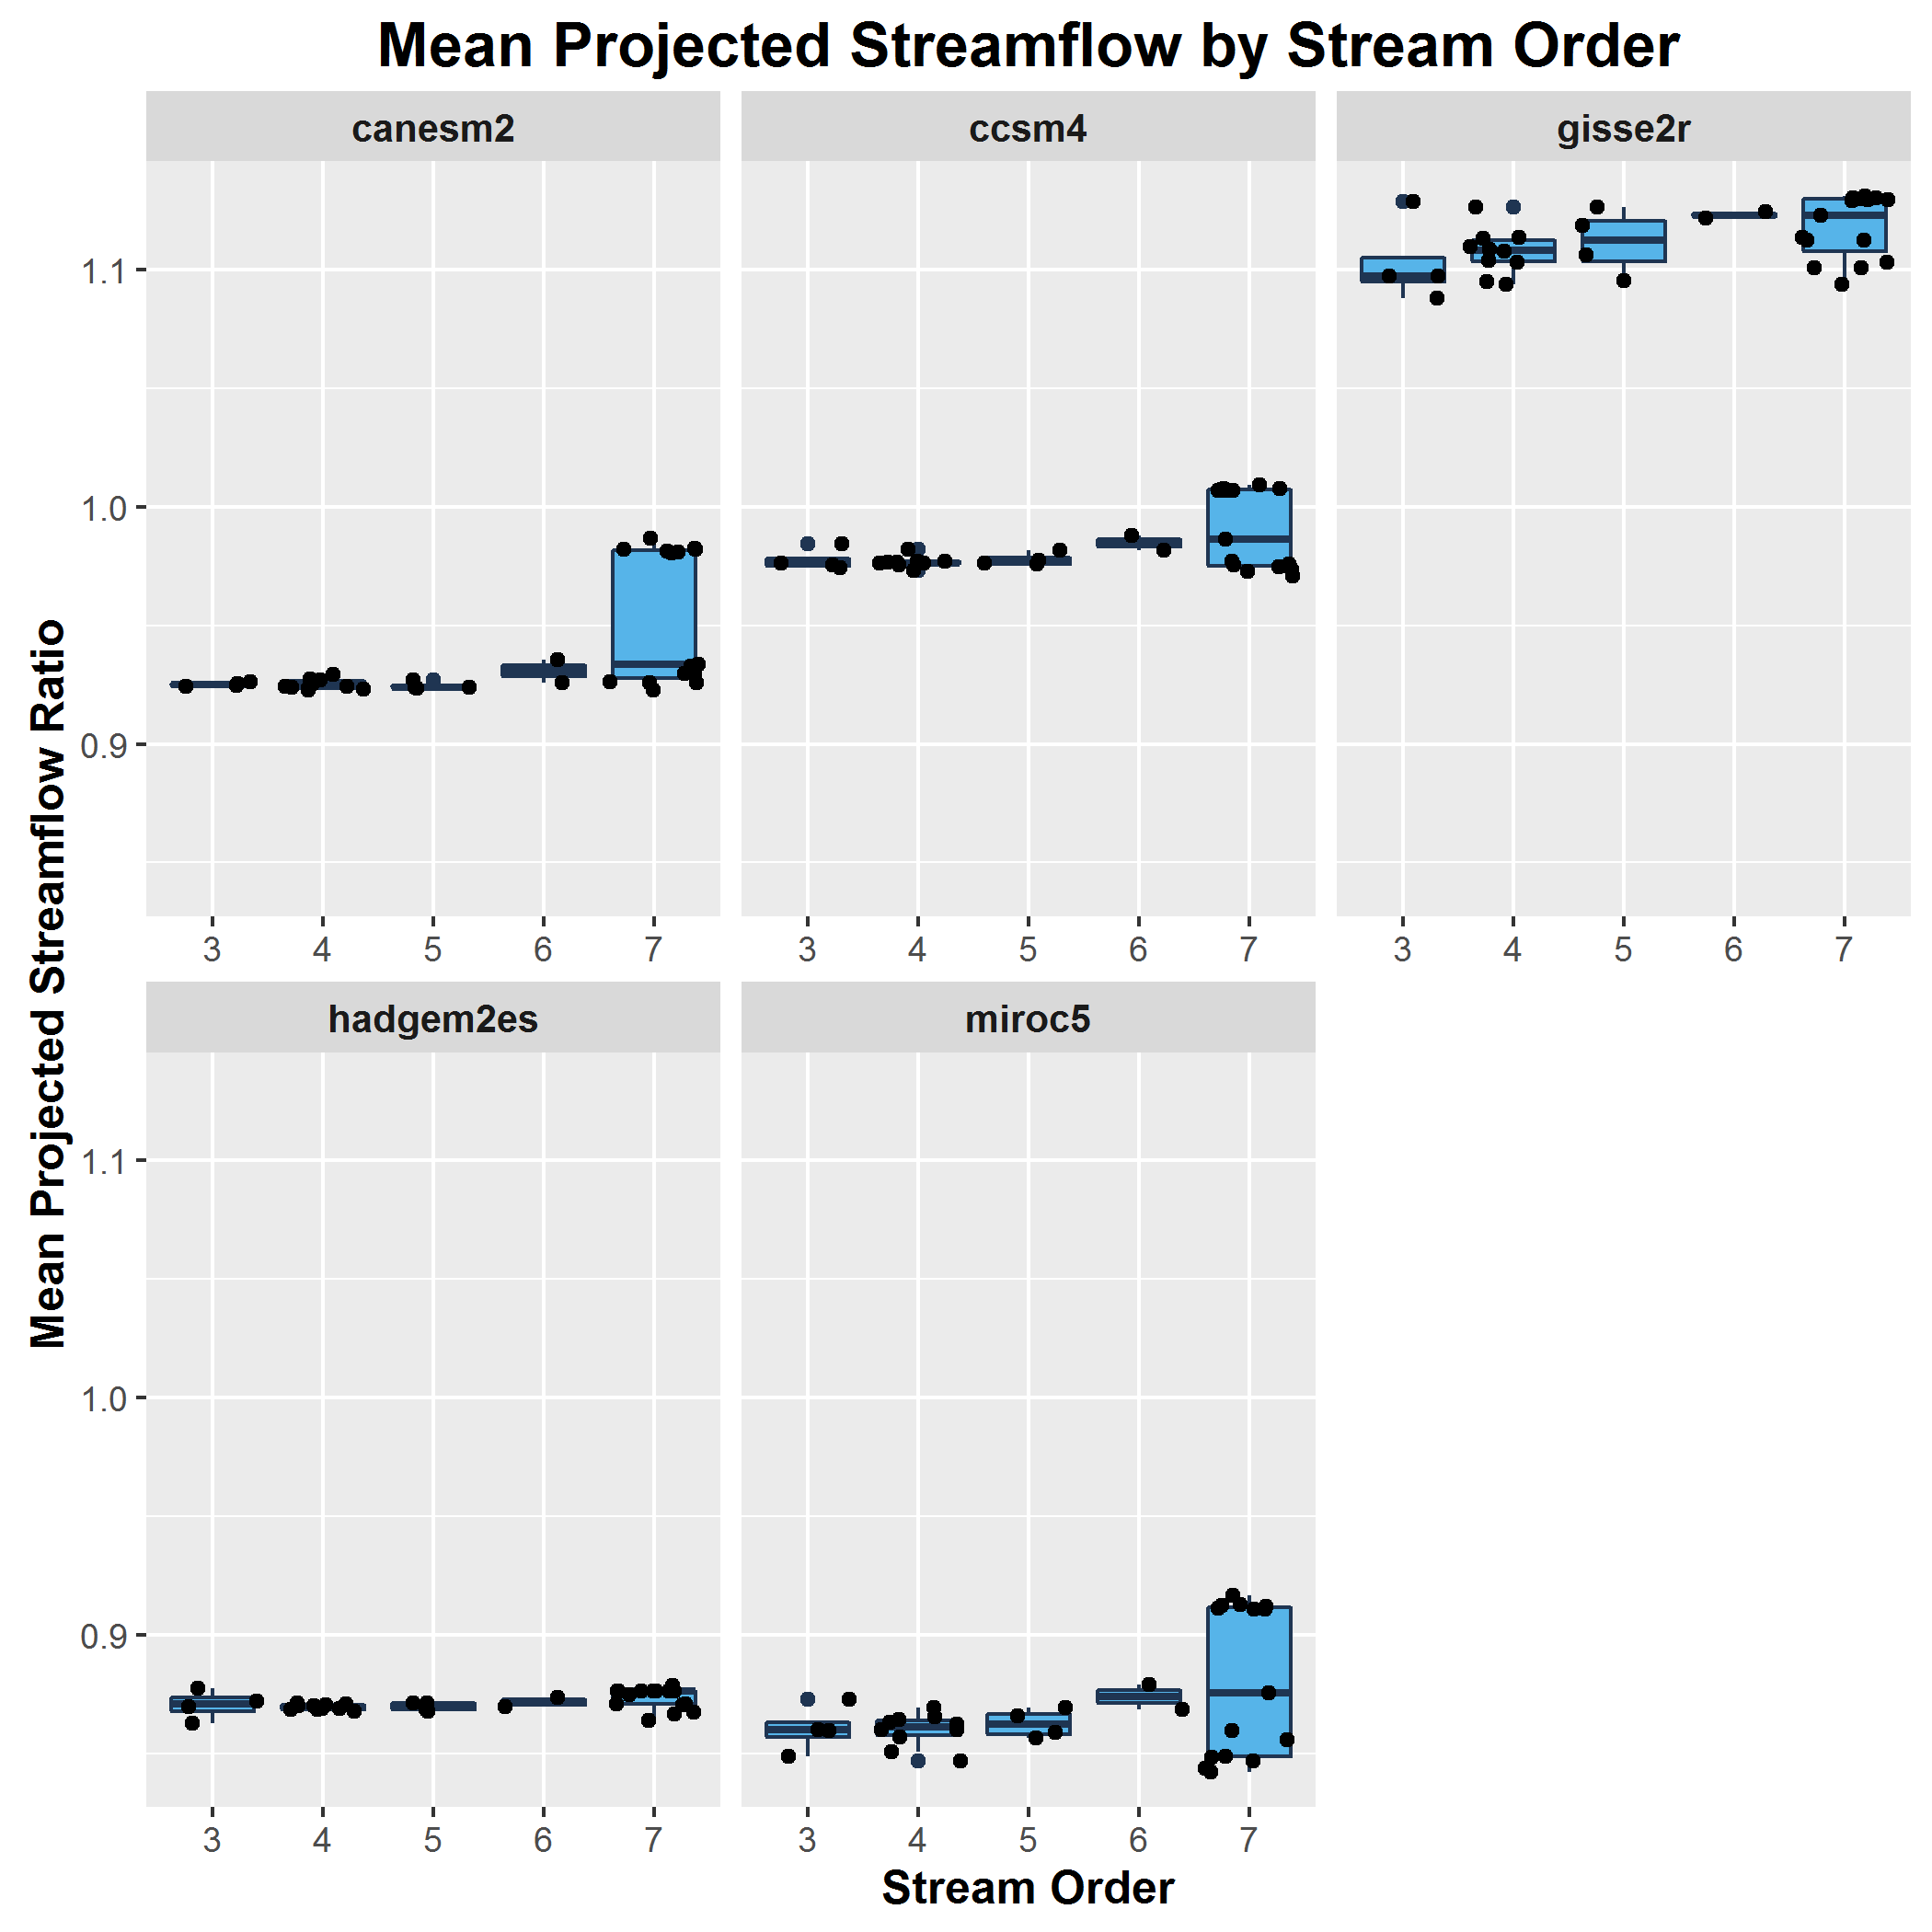 Mean Projected Streamflow by Stream Order
canesm2 ccsm4 gisse2r
1.1
1.0
0.9
3 4 5 6 7 3 4 5 6 7 3 4 5 6 7
Mean Projected Streamflow Ratio
hadgem2es miroc5
1.1
1.0
0.9
3 4 5 6 7 3 4 5 6 7
Stream Order